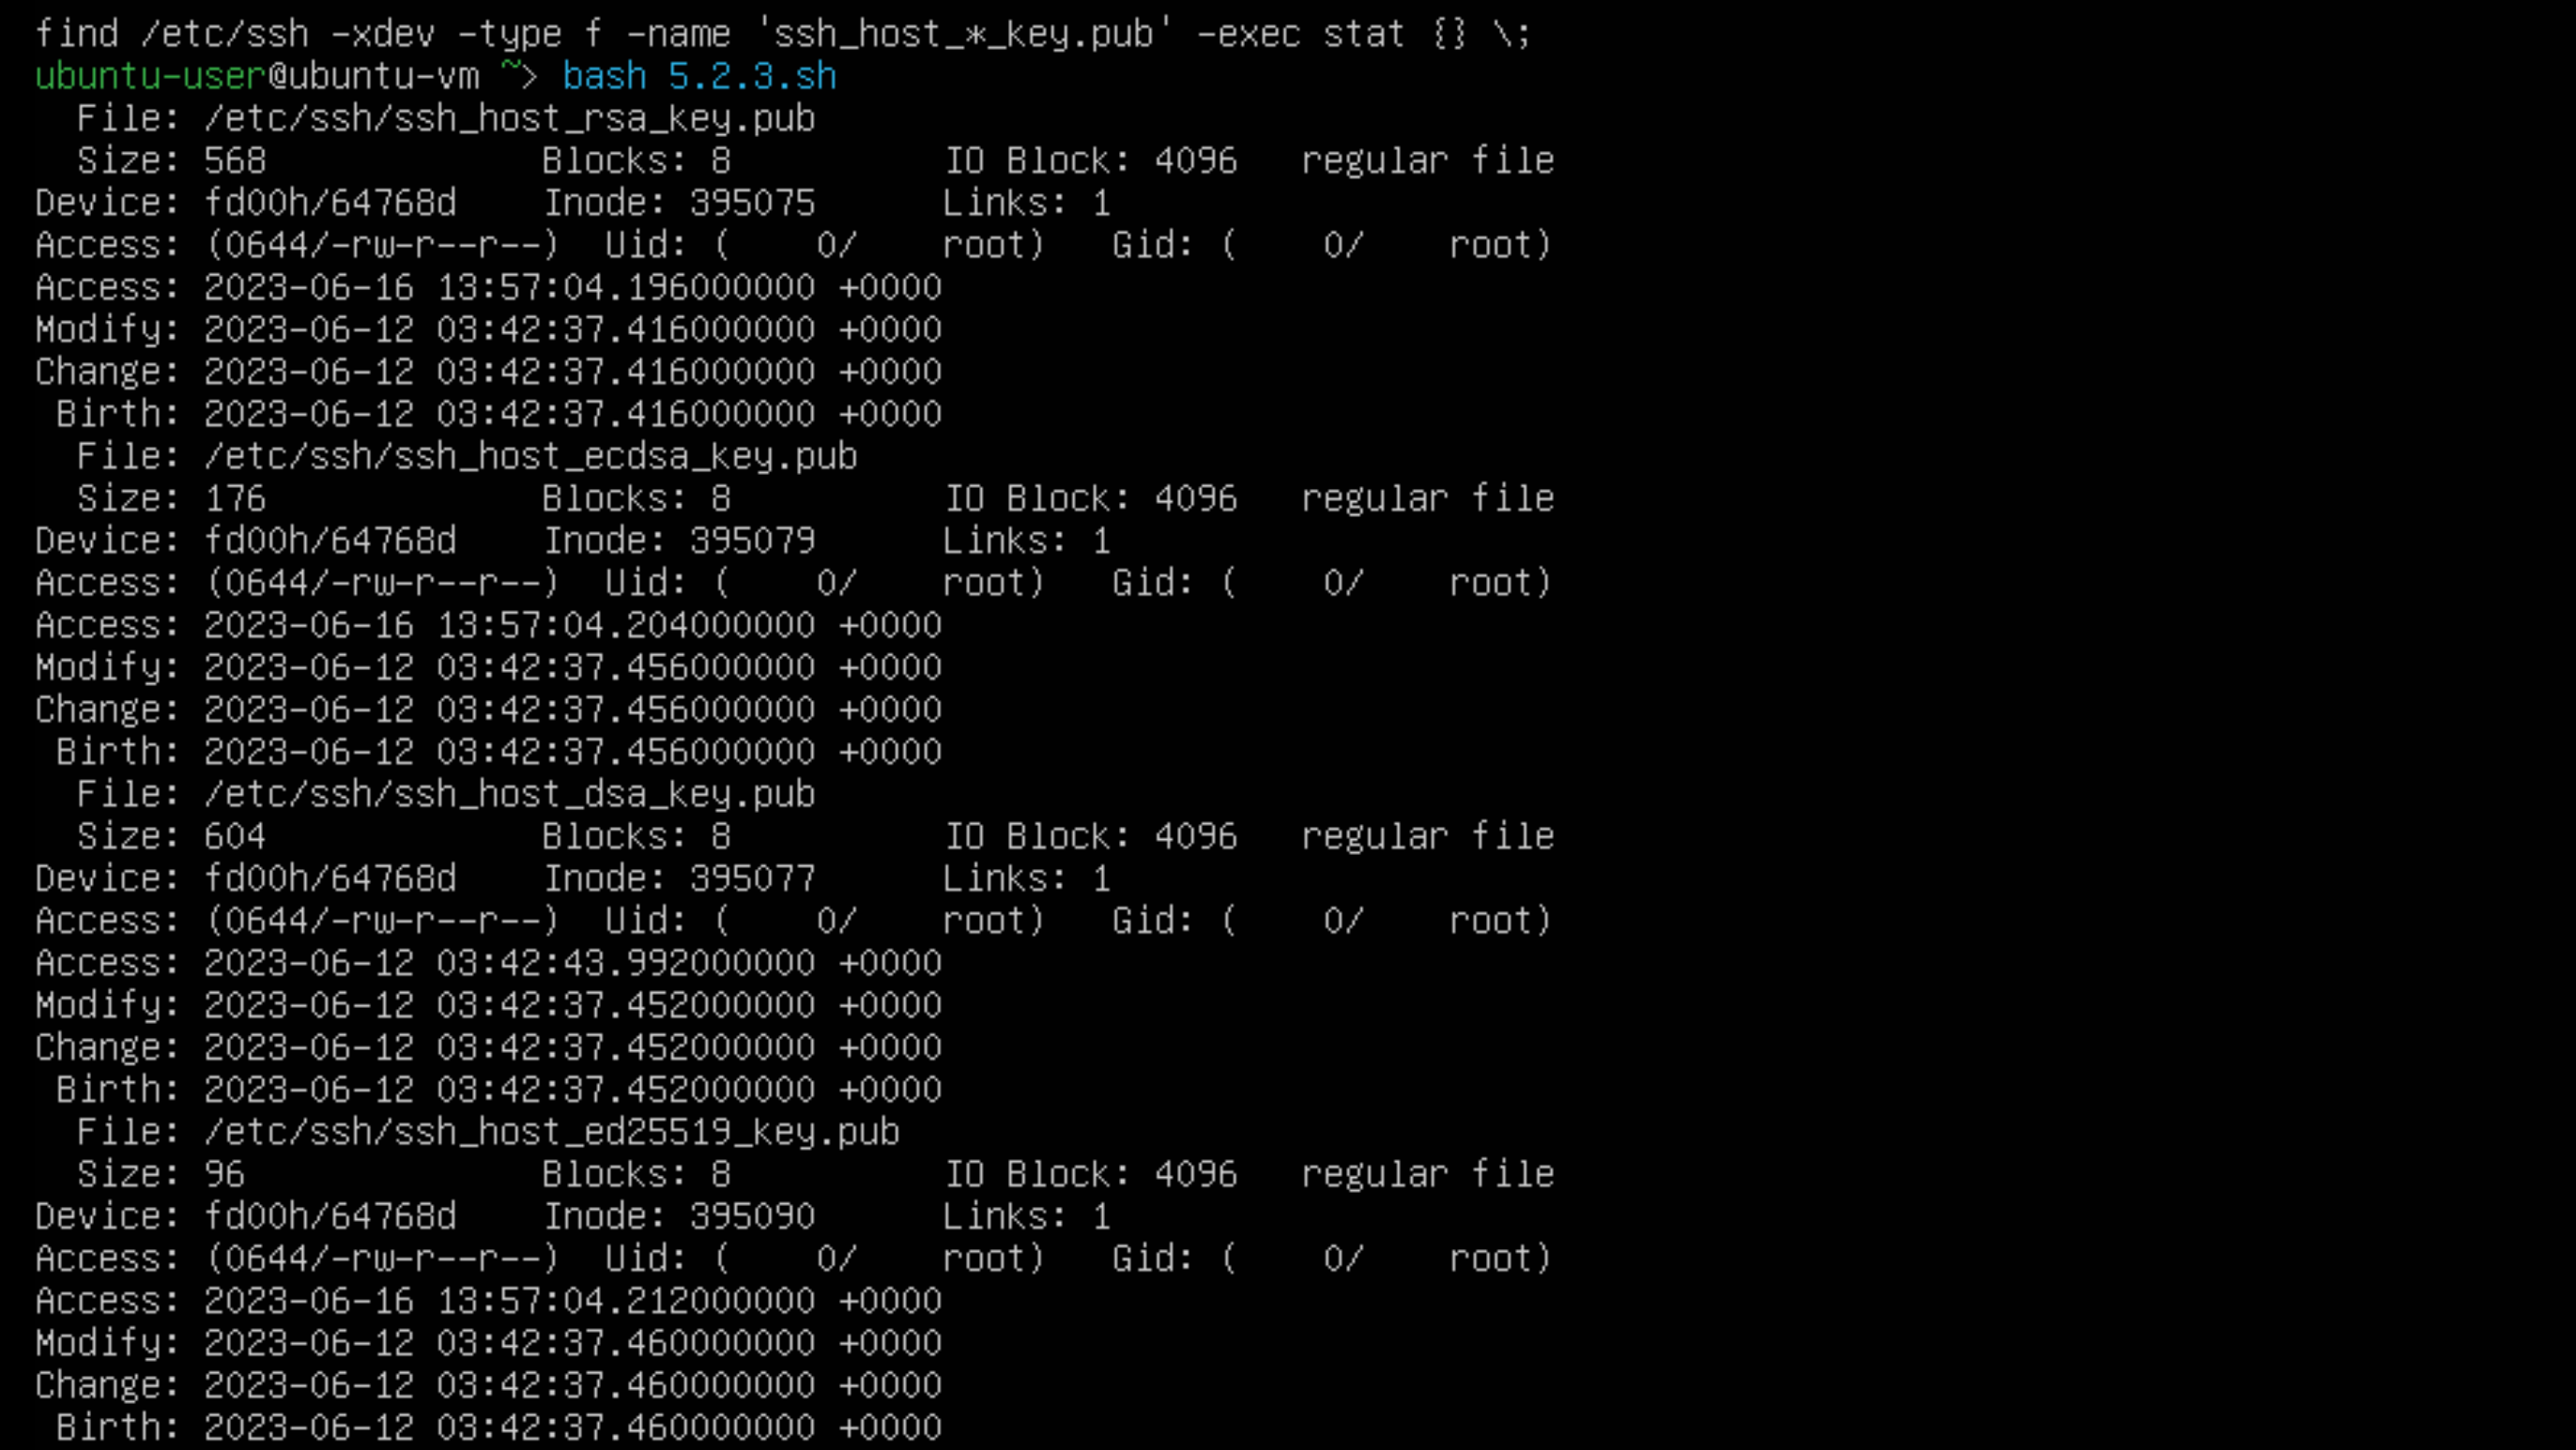 find /etc/ssh -xdev -type f -name 'ssh_host_*_key.pub' -exec stat {} \;
ubuntu-user@ubuntu-vm ~> bash 5.2.3.sh
  File: /etc/ssh/ssh_host_rsa_key.pub
  Size: 568             Blocks: 8          IO Block: 4096   regular file
Device: fd00h/64768d    Inode: 395075      Links: 1
Access: (0644/-rw-r--r--)  Uid: (    0/    root)   Gid: (    0/    root)
Access: 2023-06-16 13:57:04.196000000 +0000
Modify: 2023-06-12 03:42:37.416000000 +0000
Change: 2023-06-12 03:42:37.416000000 +0000
 Birth: 2023-06-12 03:42:37.416000000 +0000
  File: /etc/ssh/ssh_host_ecdsa_key.pub
  Size: 176             Blocks: 8          IO Block: 4096   regular file
Device: fd00h/64768d    Inode: 395079      Links: 1
Access: (0644/-rw-r--r--)  Uid: (    0/    root)   Gid: (    0/    root)
Access: 2023-06-16 13:57:04.204000000 +0000
Modify: 2023-06-12 03:42:37.456000000 +0000
Change: 2023-06-12 03:42:37.456000000 +0000
 Birth: 2023-06-12 03:42:37.456000000 +0000
  File: /etc/ssh/ssh_host_dsa_key.pub
  Size: 604             Blocks: 8          IO Block: 4096   regular file
Device: fd00h/64768d    Inode: 395077      Links: 1
Access: (0644/-rw-r--r--)  Uid: (    0/    root)   Gid: (    0/    root)
Access: 2023-06-12 03:42:43.992000000 +0000
Modify: 2023-06-12 03:42:37.452000000 +0000
Change: 2023-06-12 03:42:37.452000000 +0000
 Birth: 2023-06-12 03:42:37.452000000 +0000
  File: /etc/ssh/ssh_host_ed25519_key.pub
  Size: 96              Blocks: 8          IO Block: 4096   regular file
Device: fd00h/64768d    Inode: 395090      Links: 1
Access: (0644/-rw-r--r--)  Uid: (    0/    root)   Gid: (    0/    root)
Access: 2023-06-16 13:57:04.212000000 +0000
Modify: 2023-06-12 03:42:37.460000000 +0000
Change: 2023-06-12 03:42:37.460000000 +0000
 Birth: 2023-06-12 03:42:37.460000000 +0000